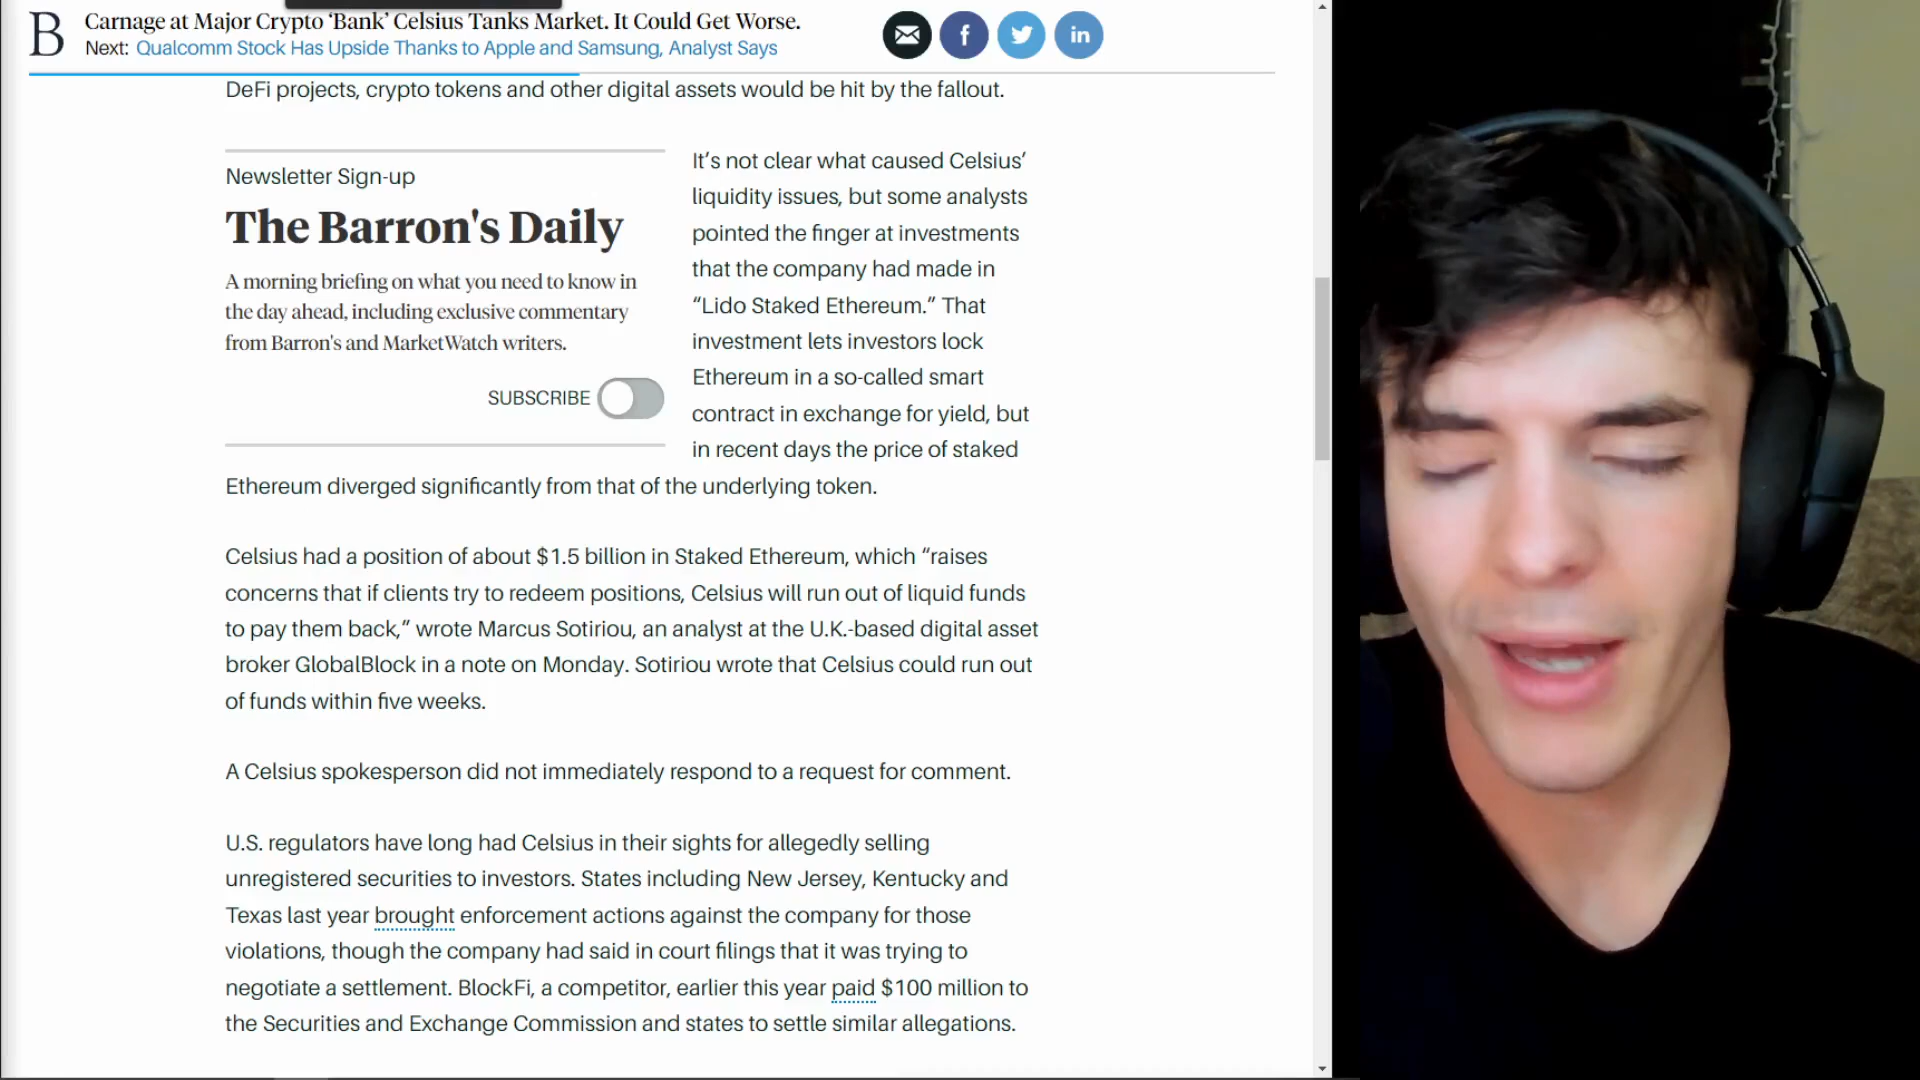 B
Carnage at Major Crypto ‘Bank’ Celsius Tanks Market. It Could Get Worse.
Next: Qualcomm Stock Has Upside Thanks to Apple and Samsung, Analyst Says
f
in
DeFi projects, crypto tokens and other digital assets would be hit by the fallout.
Newsletter Sign-up
The Barron's Daily
A morning briefing on what you need to know in
the day ahead, including exclusive commentary
from Barron's and MarketWatch writers.
SUBSCRIBE
It’s not clear what caused Celsius’
liquidity issues, but some analysts
pointed the finger at investments
that the company had made in
“Lido Staked Ethereum.” That
investment lets investors lock
Ethereum in a so-called smart
contract in exchange for yield, but
in recent days the price of staked
Ethereum diverged significantly from that of the underlying token.
Celsius had a position of about $1.5 billion in Staked Ethereum, which “raises
concerns that if clients try to redeem positions, Celsius will run out of liquid funds
to pay them back,” wrote Marcus Sotiriou, an analyst at the U.K.-based digital asset
broker GlobalBlock in a note on Monday. Sotiriou wrote that Celsius could run out
of funds within five weeks.
A Celsius spokesperson did not immediately respond to a request for comment.
U.S. regulators have long had Celsius in their sights for allegedly selling
unregistered securities to investors. States including New Jersey, Kentucky and
Texas last year brought enforcement actions against the company for those
violations, though the company had said in court filings that it was trying to
negotiate a settlement. BlockFi, a competitor, earlier this year paid $100 million to
the Securities and Exchange Commission and states to settle similar allegations.